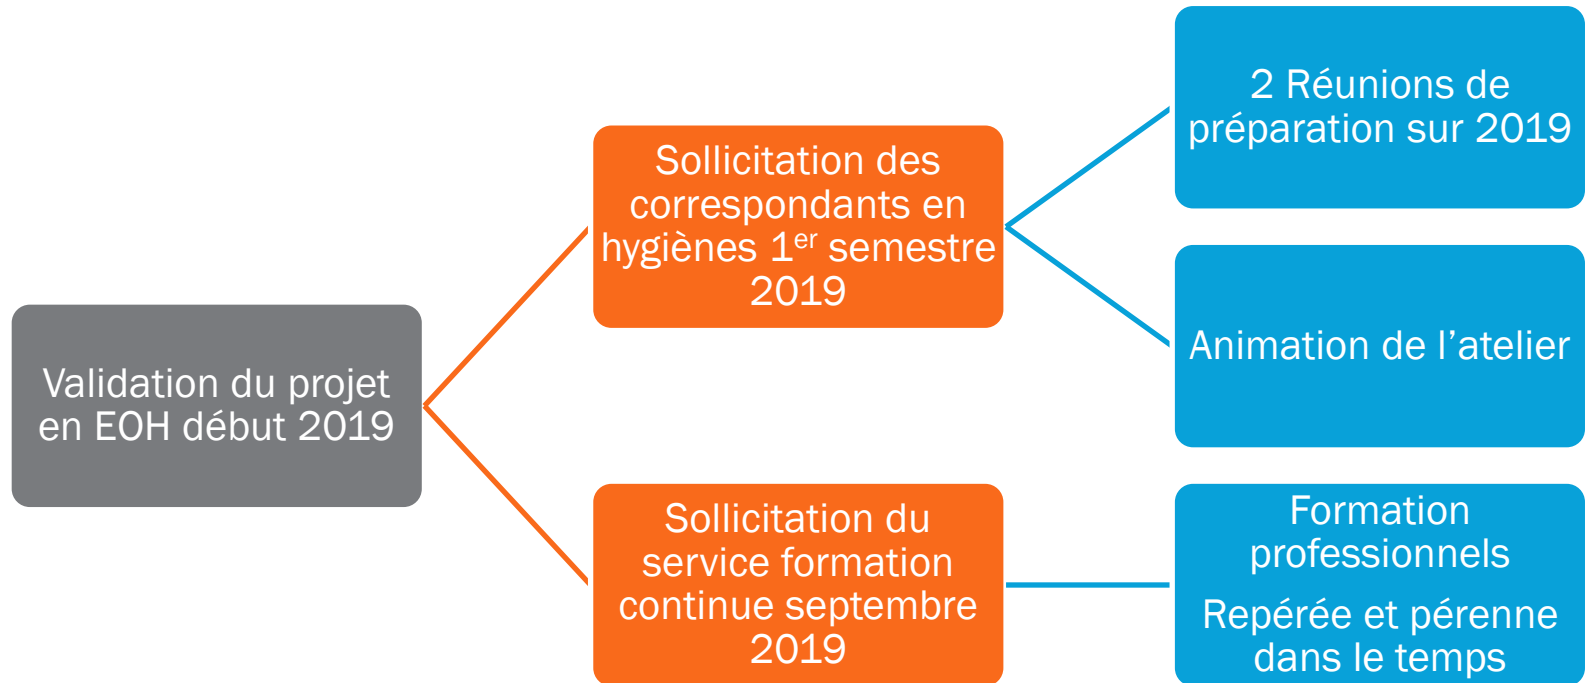 Validation du projet
en EOH début 2019
Sollicitation des
correspondants en
hygiènes 1er semestre
2019
Sollicitation du
service formation
continue septembre
2019
2 Réunions de
préparation sur 2019
Animation de l’atelier
Formation
professionnels
Repérée et pérenne
dans le temps